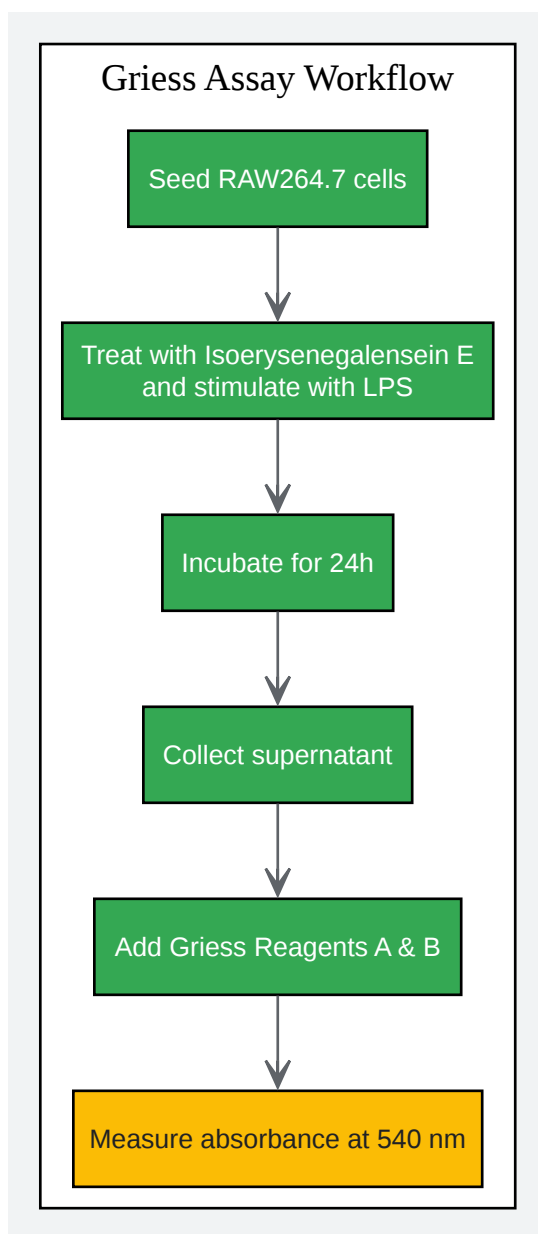 Griess Assay Workflow
Seed RAW264.7 cells
Treat with Isoerysenegalensein E
and stimulate with LPS
Incubate for 24h
Collect supernatant
Add Griess Reagents A & B
Measure absorbance at 540 nm